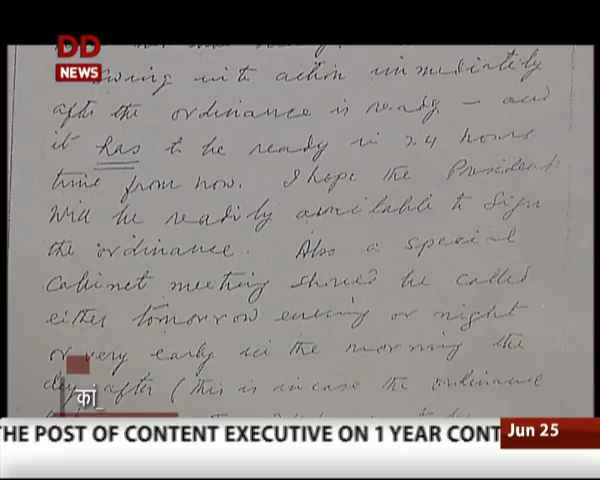 DD
NEWS
swing into action immediately
after the ordinance is ready – and
it has to be ready in 24 hours
time from now. I hope the President
will be readily available to sign
the ordinance. Also a special
cabinet meeting should be called
either tomorrow evening or night
or very early in the morning the
day after (this is in case the ordinance
कां
THE POST OF CONTENT EXECUTIVE ON 1 YEAR CONT
Jun 25